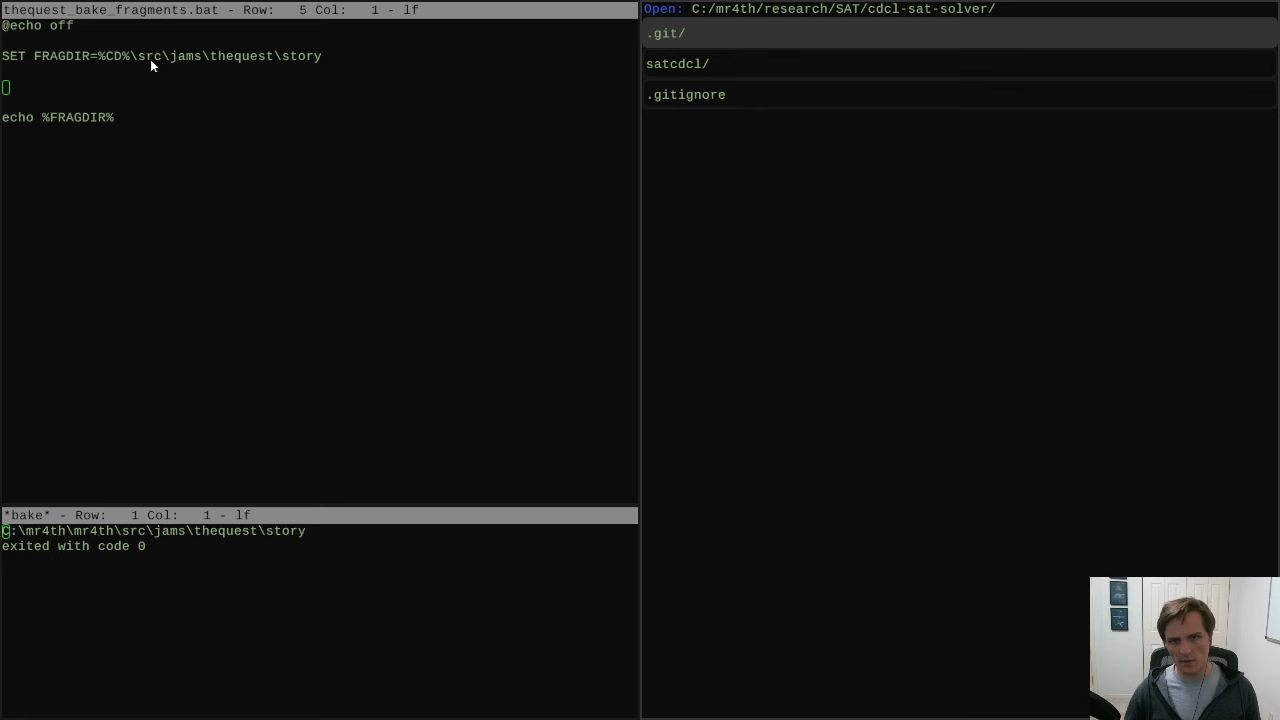 thequest_bake_fragments.bat - Row:   5 Col:   1 - lf
@echo off
SET FRAGDIR=%CD%\src\jams\thequest\story
echo %FRAGDIR%
*bake* - Row:   1 Col:   1 - lf
C:\mr4th\mr4th\src\jams\thequest\story
exited with code 0
Open: C:/mr4th/research/SAT/cdcl-sat-solver/
.git/
satcdcl/
.gitignore